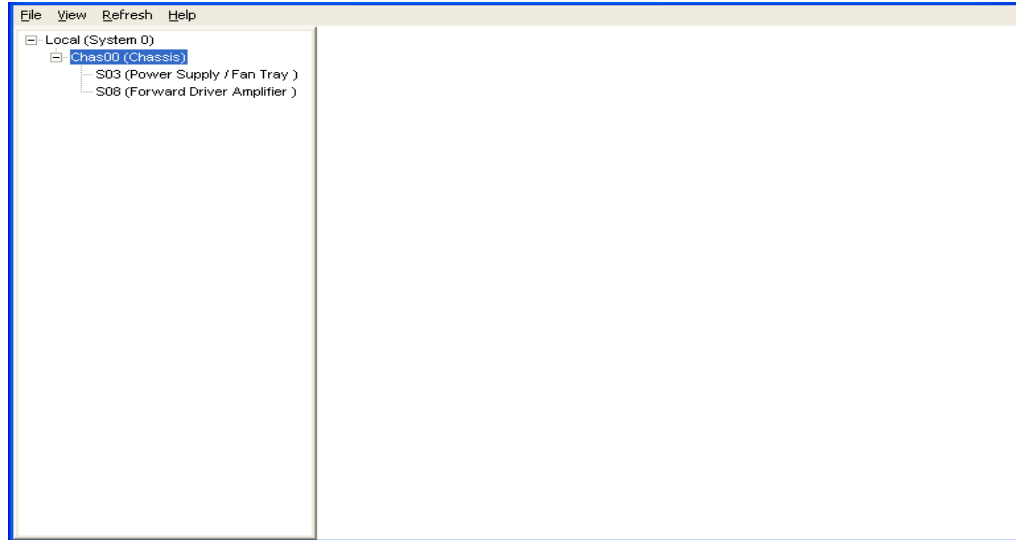 File View Refresh Help
Local (System 0)
Chas00 (Chassis)
S03 (Power Supply / Fan Tray )
S08 (Forward Driver Amplifier )